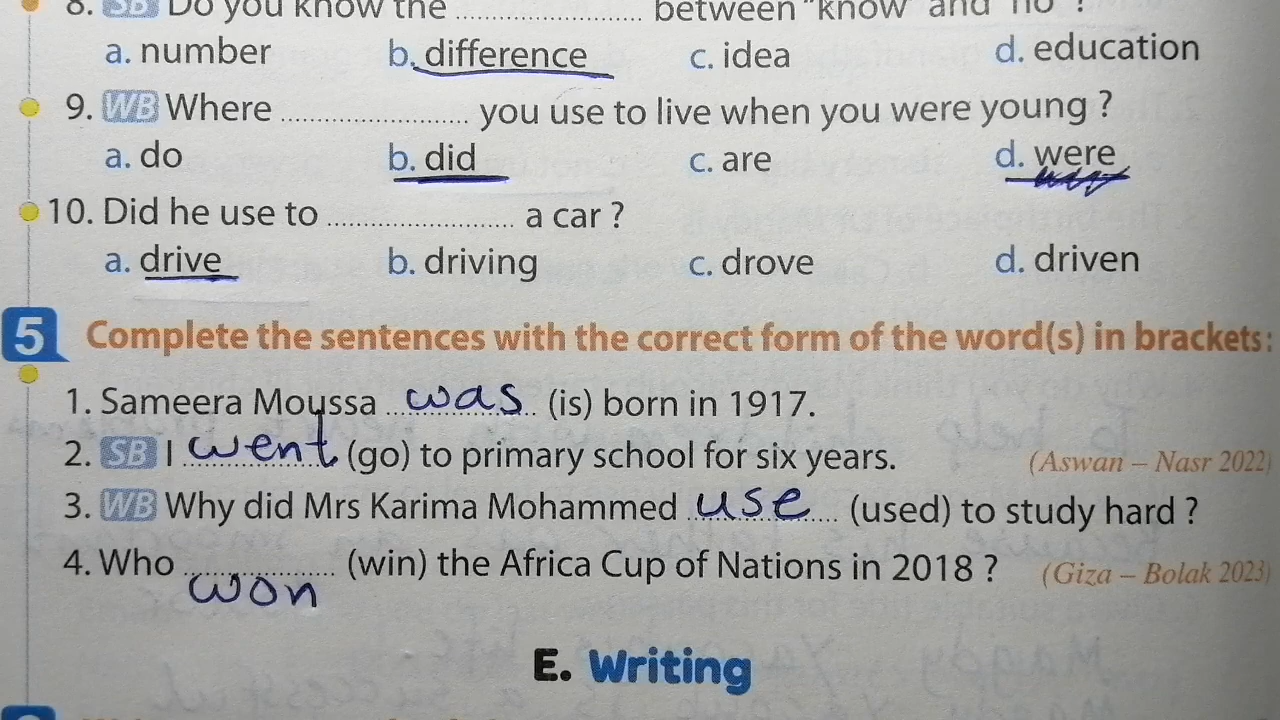 8. SB Do you know the .................... between "know" and "no" ?
a. number b. difference c. idea d. education
9. WB Where .................... you use to live when you were young ?
a. do b. did c. are d. were
10. Did he use to .................... a car ?
a. drive b. driving c. drove d. driven
5 Complete the sentences with the correct form of the word(s) in brackets:
1. Sameera Moussa was (is) born in 1917.
2. SB I went (go) to primary school for six years. (Aswan – Nasr 2022)
3. WB Why did Mrs Karima Mohammed use (used) to study hard ?
4. Who won (win) the Africa Cup of Nations in 2018 ? (Giza – Bolak 2023)
E. Writing